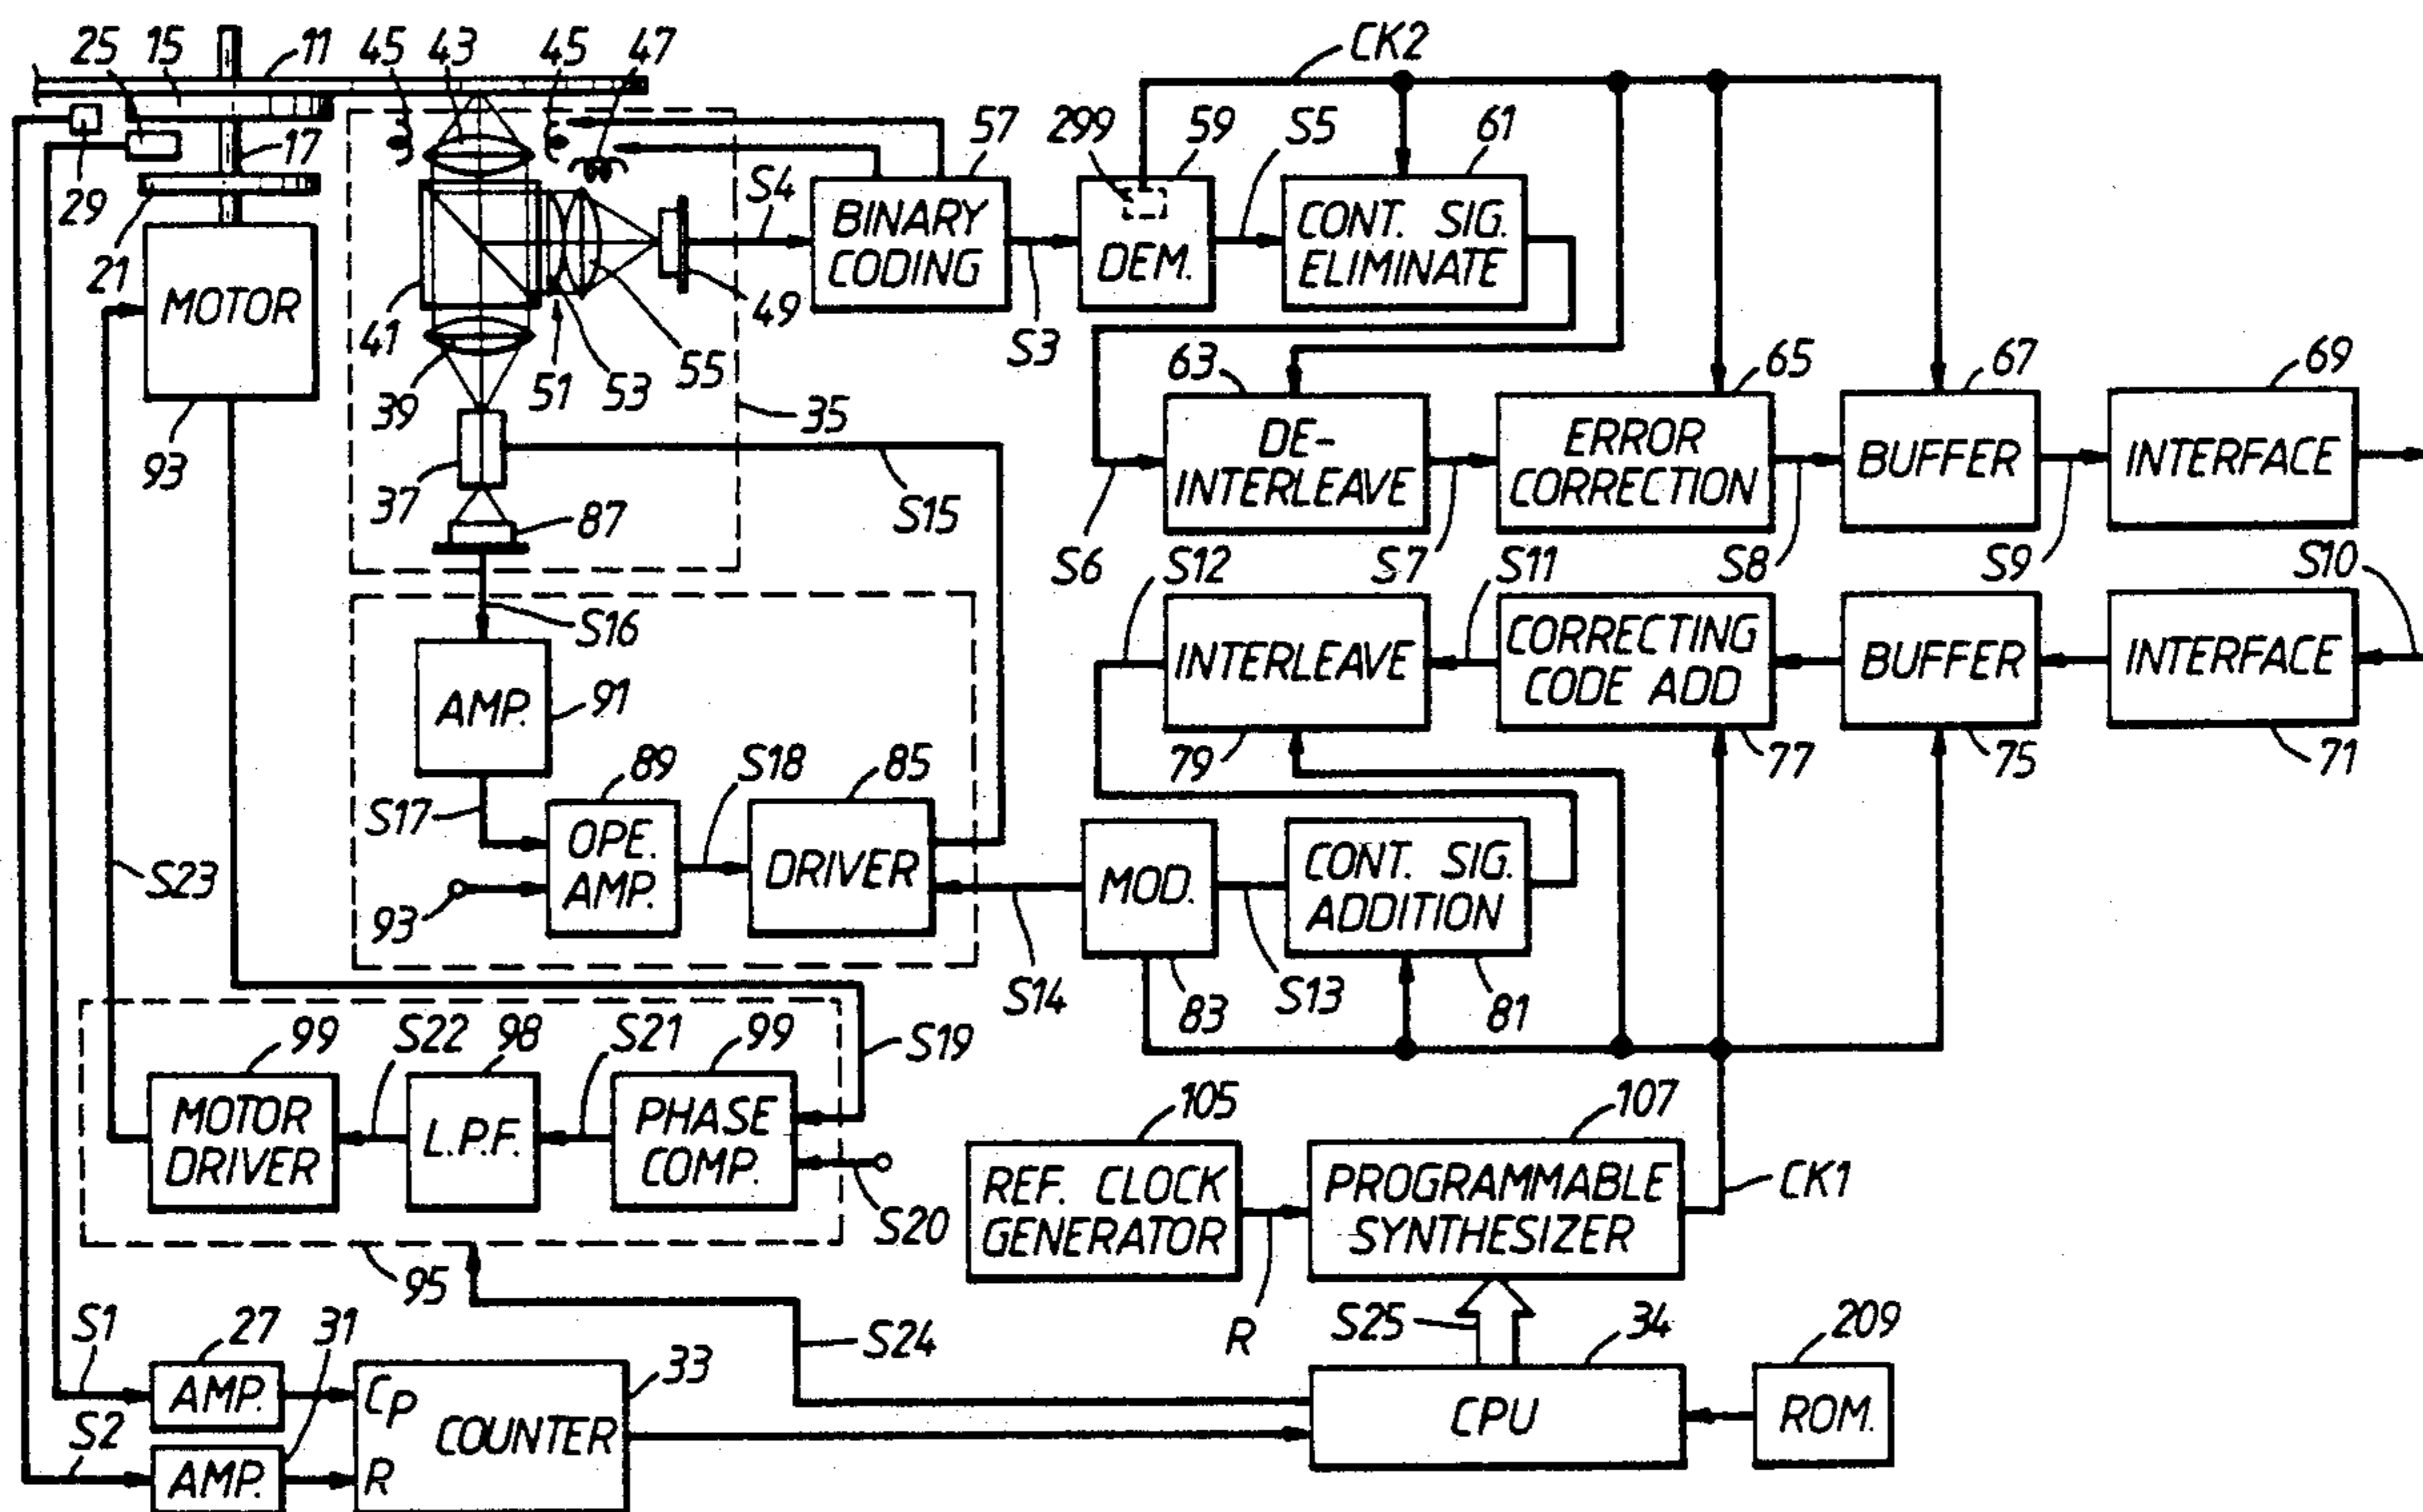 25 15 11 45 43 45 47 CK2
57 299 59 S5 61
29 17 S4
BINARY
CODING
DEM.
CONT. SIG.
ELIMINATE
21 MOTOR
41 49 S3
39 51 53 55 63 65 67 69
93 35
DE-
INTERLEAVE
ERROR
CORRECTION
BUFFER
INTERFACE
37 87 S15 S6 S12 S7 S11 S8 S9 S10
S16
INTERLEAVE
CORRECTING
CODE ADD
BUFFER
INTERFACE
AMP. 91
79 77 75 71
S17 89 S18 85
OPE.
AMP.
DRIVER
MOD.
CONT. SIG.
ADDITION
S23
93
S14 83 S13 81
99 S22 98 S21 99 S19
MOTOR
DRIVER
L.P.F.
PHASE
COMP.
105 107
REF. CLOCK
GENERATOR
PROGRAMMABLE
SYNTHESIZER
CK1
S20
95
S1 27 31 33 S24 R S25 34 209
AMP.
CP
COUNTER
CPU
ROM.
S2
AMP.
R